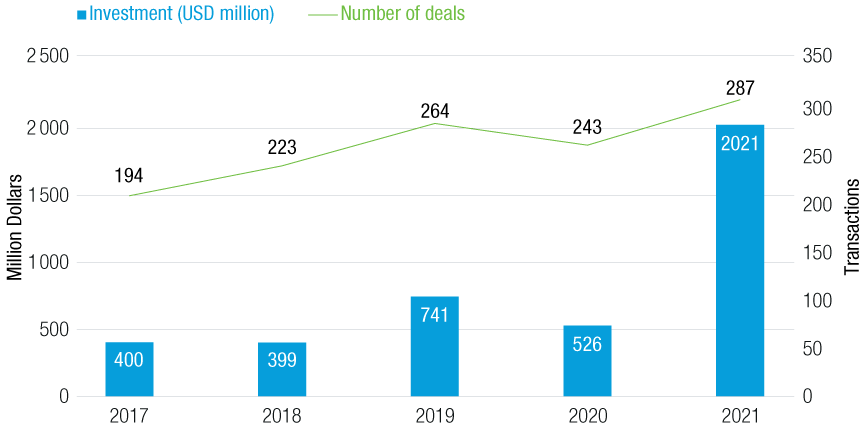 Investment (USD million) Number of deals
2 500 350
287
264 300
2 000 243 2021
223 250
194
1 500 200
Million Dollars
Transactions
1 000 150
741 100
500 526
400 399 50
0 0
2017 2018 2019 2020 2021